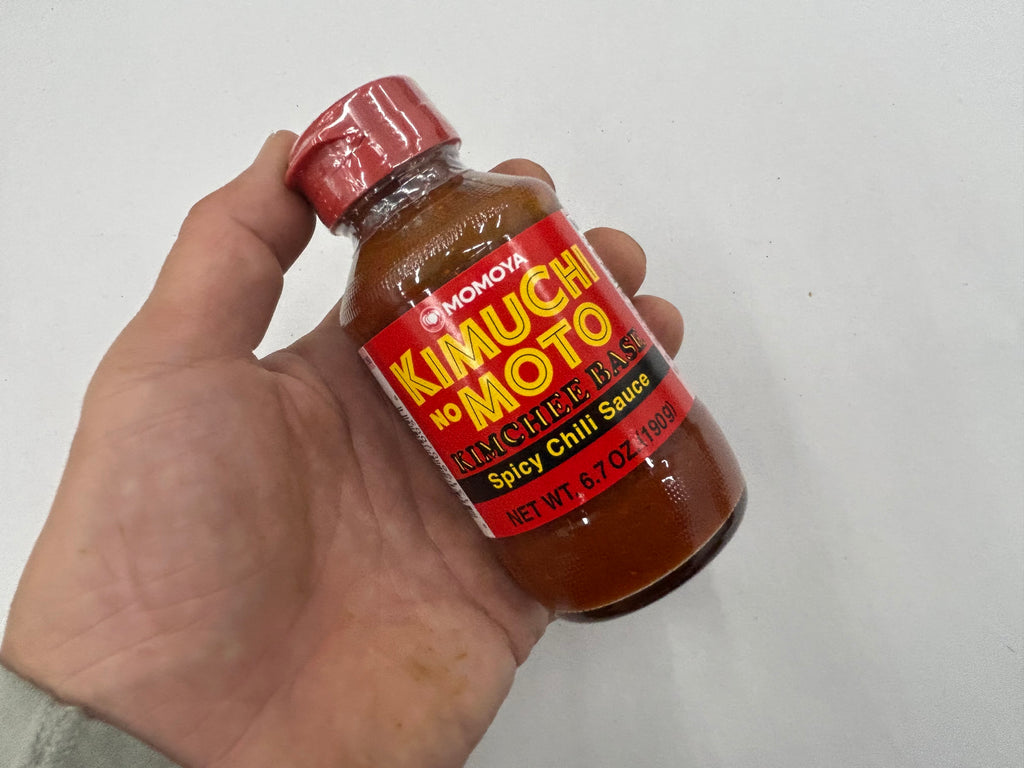 MOMOYA
KIMUCHI
NO MOTO
KIMCHEE BASE
Spicy Chili Sauce
NET WT. 6.7 OZ (190g)